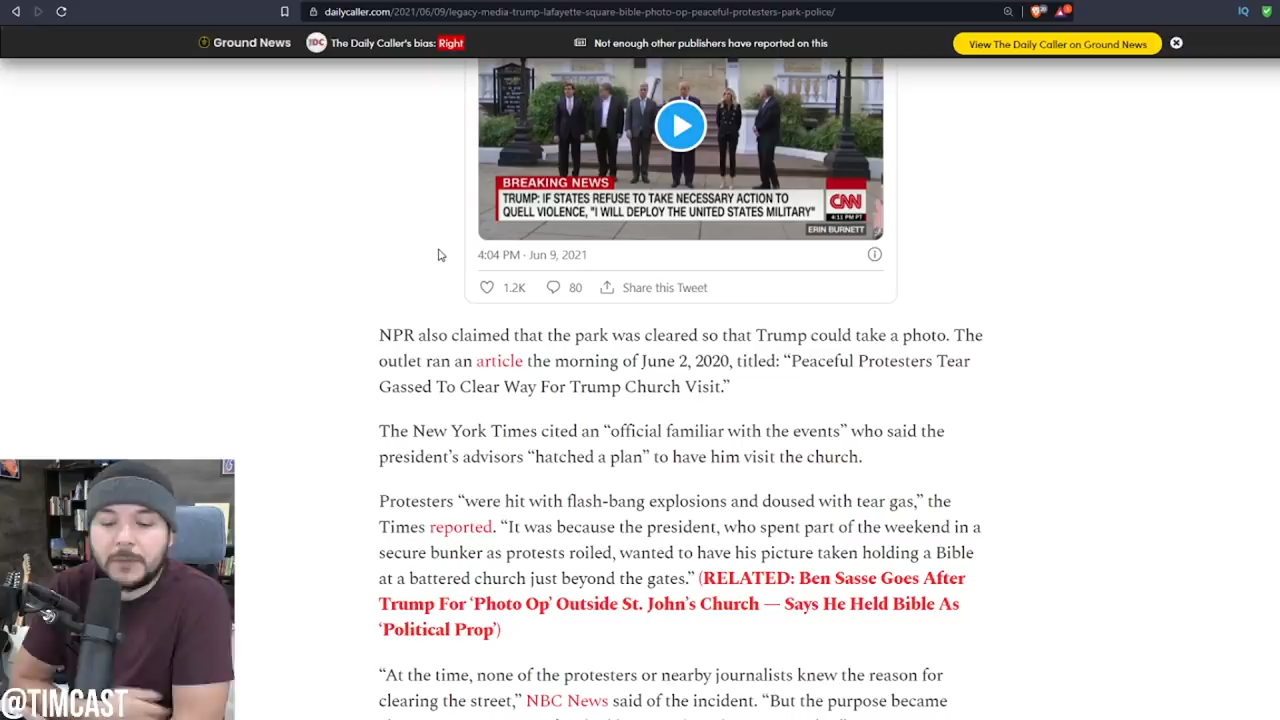 dailycaller.com/2021/06/09/legacy-media-trump-lafayette-square-bible-photo-op-peaceful-protesters-park-police/
Ground News
DC
The Daily Caller's bias: Right
Not enough other publishers have reported on this
View The Daily Caller on Ground News
BREAKING NEWS
TRUMP: IF STATES REFUSE TO TAKE NECESSARY ACTION TO
QUELL VIOLENCE, "I WILL DEPLOY THE UNITED STATES MILITARY"
CNN
4:11 PM PT
ERIN BURNETT
4:04 PM · Jun 9, 2021
1.2K
80
Share this Tweet
NPR also claimed that the park was cleared so that Trump could take a photo. The
outlet ran an article the morning of June 2, 2020, titled: “Peaceful Protesters Tear
Gassed To Clear Way For Trump Church Visit.”
The New York Times cited an “official familiar with the events” who said the
president’s advisors “hatched a plan” to have him visit the church.
Protesters “were hit with flash-bang explosions and doused with tear gas,” the
Times reported. “It was because the president, who spent part of the weekend in a
secure bunker as protests roiled, wanted to have his picture taken holding a Bible
at a battered church just beyond the gates.” (RELATED: Ben Sasse Goes After
Trump For ‘Photo Op’ Outside St. John’s Church — Says He Held Bible As
‘Political Prop’)
“At the time, none of the protesters or nearby journalists knew the reason for
clearing the street,” NBC News said of the incident. “But the purpose became
@TIMCAST